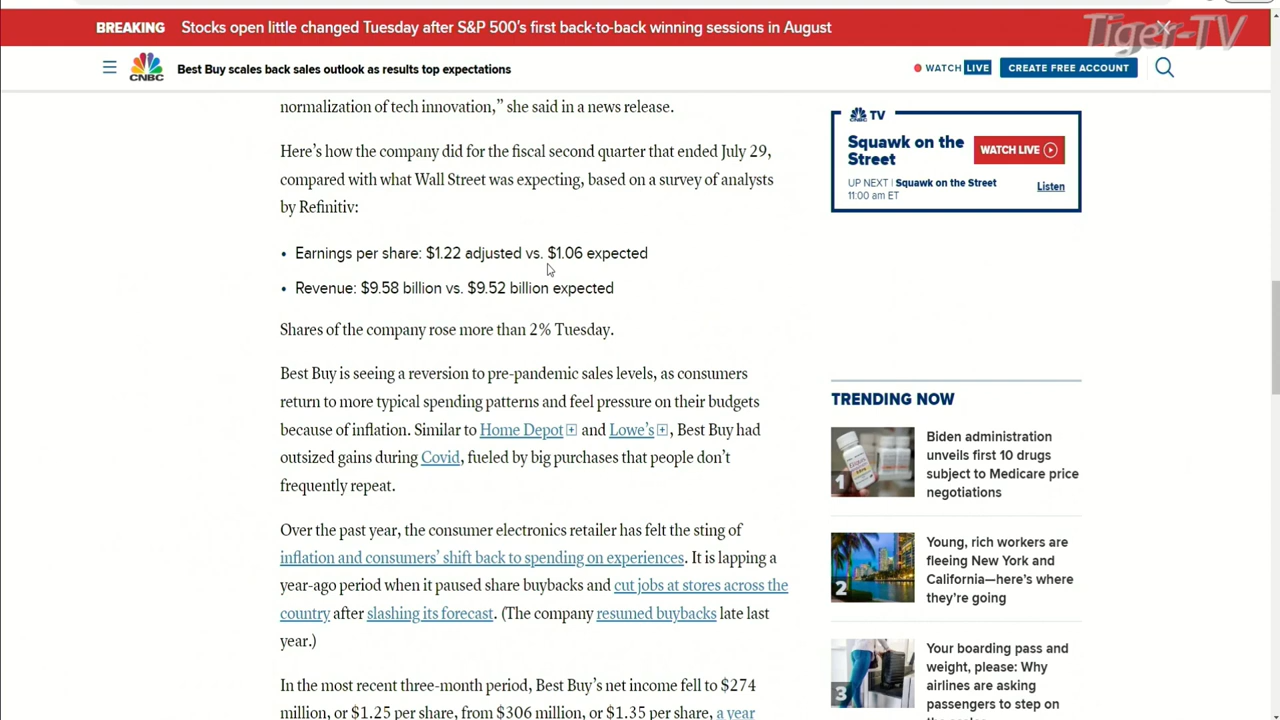 BREAKING Stocks open little changed Tuesday after S&P 500's first back-to-back winning sessions in August
Tiger-TV
CNBC
Best Buy scales back sales outlook as results top expectations
WATCH LIVE
CREATE FREE ACCOUNT
normalization of tech innovation,” she said in a news release.
Here’s how the company did for the fiscal second quarter that ended July 29,
compared with what Wall Street was expecting, based on a survey of analysts
by Refinitiv:
• Earnings per share: $1.22 adjusted vs. $1.06 expected
• Revenue: $9.58 billion vs. $9.52 billion expected
Shares of the company rose more than 2% Tuesday.
Best Buy is seeing a reversion to pre-pandemic sales levels, as consumers
return to more typical spending patterns and feel pressure on their budgets
because of inflation. Similar to Home Depot and Lowe’s, Best Buy had
outsized gains during Covid, fueled by big purchases that people don’t
frequently repeat.
Over the past year, the consumer electronics retailer has felt the sting of
inflation and consumers’ shift back to spending on experiences. It is lapping a
year-ago period when it paused share buybacks and cut jobs at stores across the
country after slashing its forecast. (The company resumed buybacks late last
year.)
In the most recent three-month period, Best Buy’s net income fell to $274
million, or $1.25 per share, from $306 million, or $1.35 per share, a year
TV
Squawk on the
Street
WATCH LIVE
UP NEXT | Squawk on the Street
11:00 am ET
Listen
TRENDING NOW
1
Biden administration
unveils first 10 drugs
subject to Medicare price
negotiations
2
Young, rich workers are
fleeing New York and
California—here’s where
they’re going
3
Your boarding pass and
weight, please: Why
airlines are asking
passengers to step on